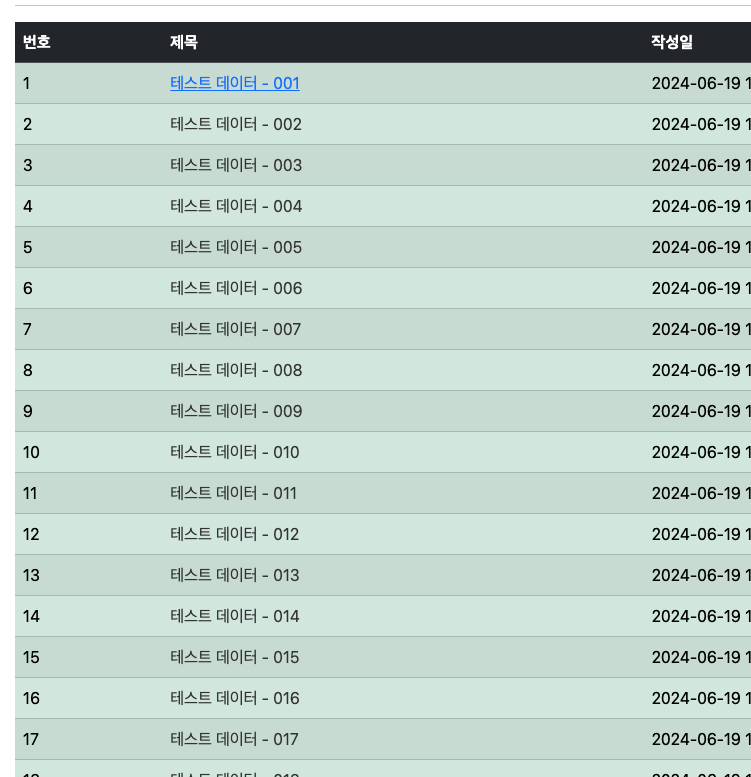 번호 제목 작성일
1 테스트 데이터 - 001 2024-06-19 1
2 테스트 데이터 - 002 2024-06-19 1
3 테스트 데이터 - 003 2024-06-19 1
4 테스트 데이터 - 004 2024-06-19 1
5 테스트 데이터 - 005 2024-06-19 1
6 테스트 데이터 - 006 2024-06-19 1
7 테스트 데이터 - 007 2024-06-19 1
8 테스트 데이터 - 008 2024-06-19 1
9 테스트 데이터 - 009 2024-06-19 1
10 테스트 데이터 - 010 2024-06-19 1
11 테스트 데이터 - 011 2024-06-19 1
12 테스트 데이터 - 012 2024-06-19 1
13 테스트 데이터 - 013 2024-06-19 1
14 테스트 데이터 - 014 2024-06-19 1
15 테스트 데이터 - 015 2024-06-19 1
16 테스트 데이터 - 016 2024-06-19 1
17 테스트 데이터 - 017 2024-06-19 1